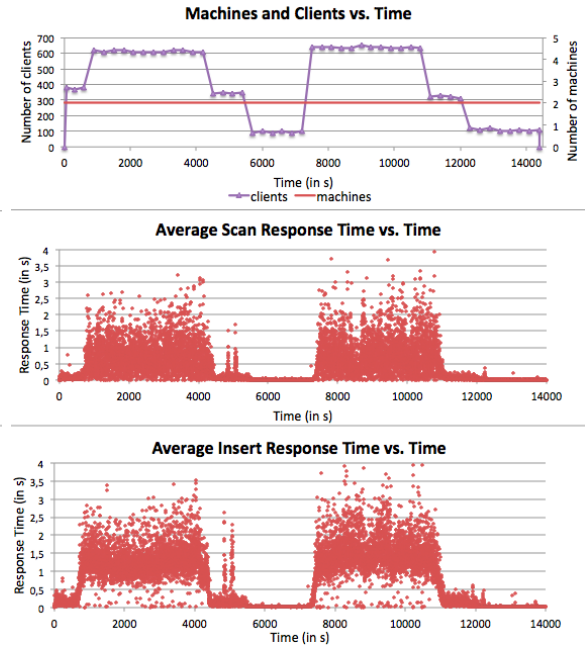 Machines and Clients vs. Time
Number of clients
700
600
500
400
300
200
100
0
5
4
3
2
1
0
Number of machines
0 2000 4000 6000 8000 10000 12000 14000
Time (in s)
clients machines
Average Scan Response Time vs. Time
Response Time (in s)
4
3,5
3
2,5
2
1,5
1
0,5
0
0 2000 4000 6000 8000 10000 12000 14000
Time (in s)
Average Insert Response Time vs. Time
Response Time (in s)
4
3,5
3
2,5
2
1,5
1
0,5
0
0 2000 4000 6000 8000 10000 12000 14000
Time (in s)